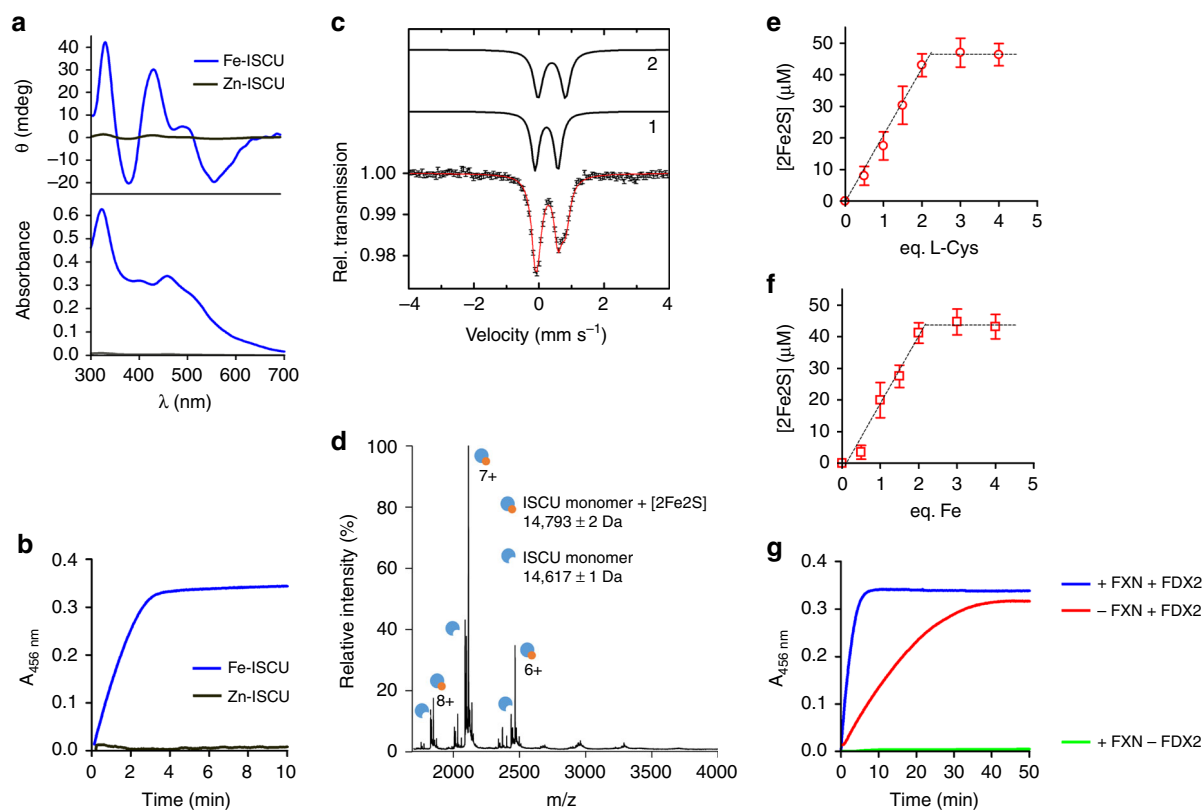 a
θ (mdeg)
40
30
20
10
0
−10
−20
Fe-ISCU
Zn-ISCU
Absorbance
0.6
0.5
0.4
0.3
0.2
0.1
0.0
300 400 500 600 700
λ (nm)
b
A456 nm
0.4
0.3
0.2
0.1
0.0
Fe-ISCU
Zn-ISCU
0 2 4 6 8 10
Time (min)
c
2
1
Rel. transmission
1.00
0.99
0.98
−4 −2 0 2 4
Velocity (mm s−1)
d
Relative intensity (%)
100
80
60
40
20
0
7+
8+
6+
ISCU monomer + [2Fe2S]
14,793 ± 2 Da
ISCU monomer
14,617 ± 1 Da
2000 2500 3000 3500 4000
m/z
e
[2Fe2S] (μM)
50
40
30
20
10
0
0 1 2 3 4 5
eq. L-Cys
f
[2Fe2S] (μM)
50
40
30
20
10
0
0 1 2 3 4 5
eq. Fe
g
A456 nm
0.4
0.3
0.2
0.1
0.0
0 10 20 30 40 50
Time (min)
+ FXN + FDX2
− FXN + FDX2
+ FXN − FDX2